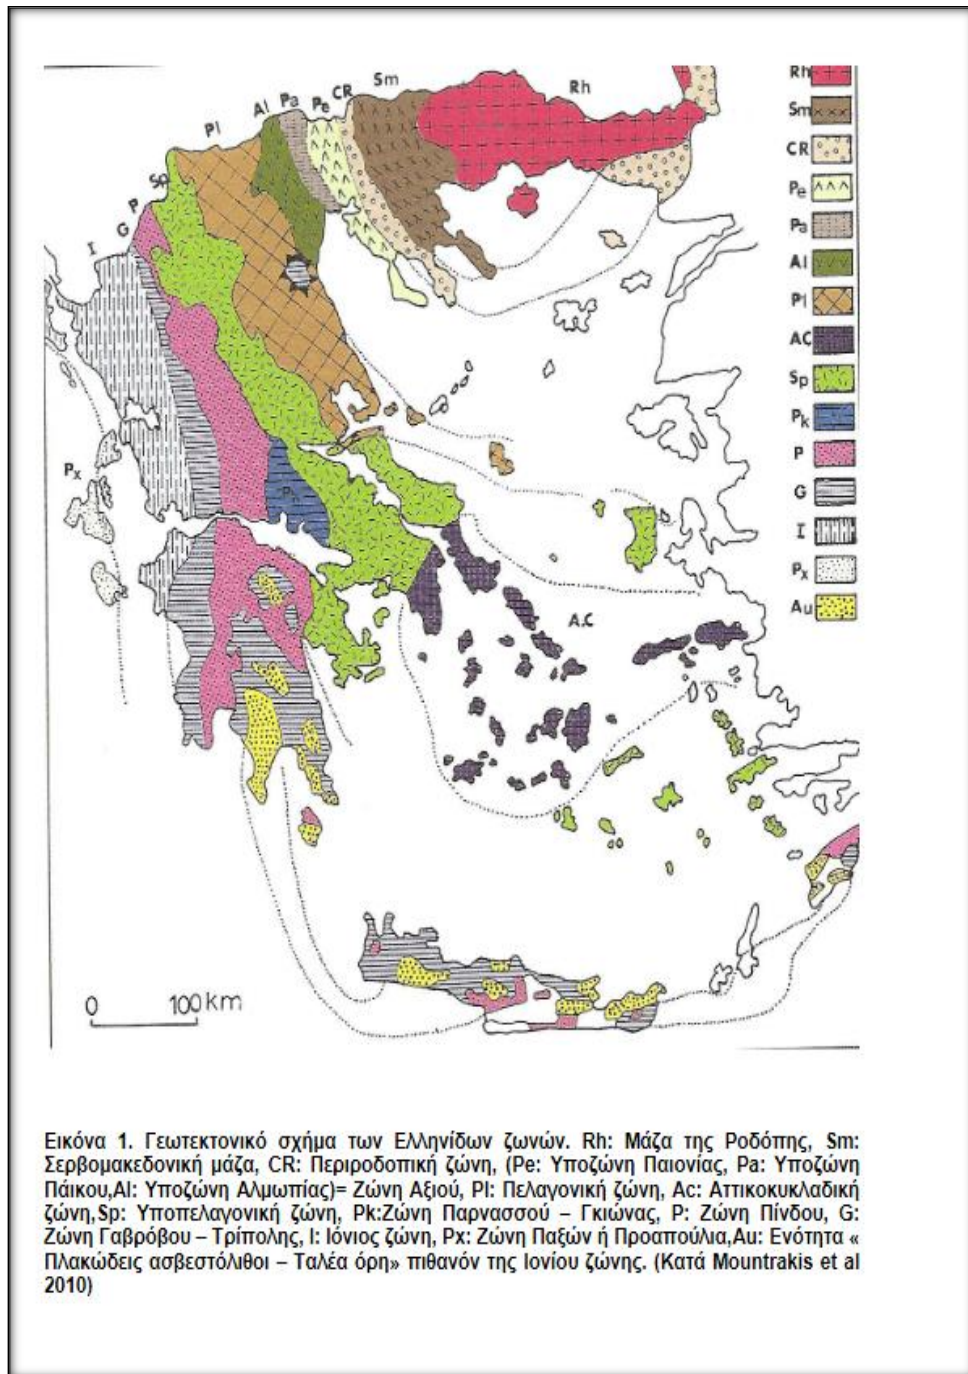 Sm
Rh
CR
Pe
Pa
Al
Pl
Sp
P
G
I
Px
A.C
0 100km
Rh
Sm
CR
Pe
Pa
Al
Pl
AC
Sp
Pk
P
G
I
Px
Au
Εικόνα 1. Γεωτεκτονικό σχήμα των Ελληνίδων ζωνών. Rh: Μάζα της Ροδόπης, Sm:
Σερβομακεδονική μάζα, CR: Περιροδοπική ζώνη, (Pe: Υποζώνη Παιονίας, Pa: Υποζώνη
Πάικου,Al: Υποζώνη Αλμωπίας)= Ζώνη Αξιού, Pl: Πελαγονική ζώνη, Ac: Αττικοκυκλαδική
ζώνη,Sp: Υποπελαγονική ζώνη, Pk:Ζώνη Παρνασσού – Γκιώνας, P: Ζώνη Πίνδου, G:
Ζώνη Γαβρόβου – Τρίπολης, I: Ιόνιος ζώνη, Px: Ζώνη Παξών ή Προαπούλια,Au: Ενότητα «
Πλακώδεις ασβεστόλιθοι – Ταλέα όρη» πιθανόν της Ιονίου ζώνης. (Κατά Mountrakis et al
2010)